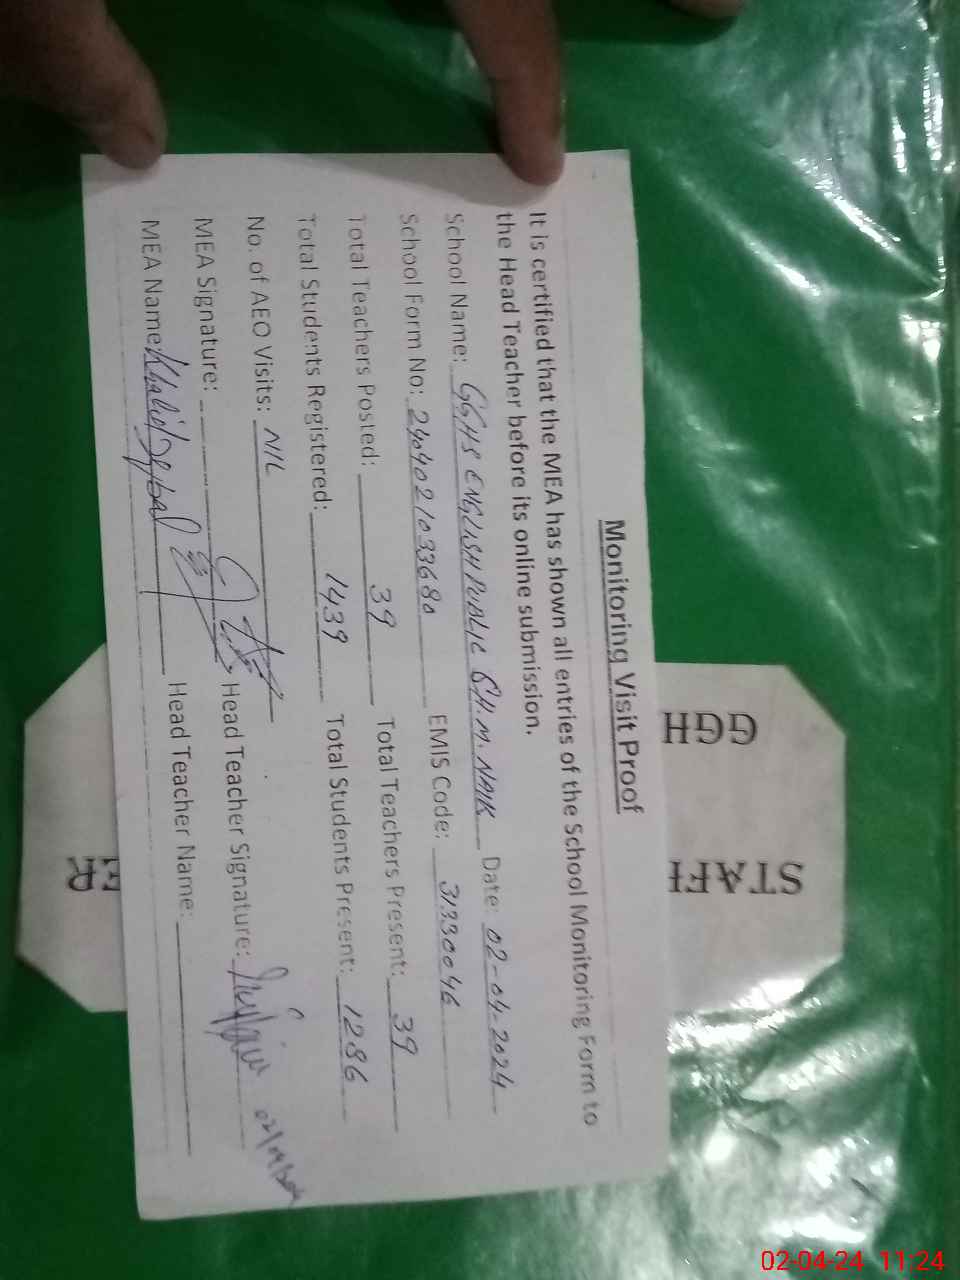 Monitoring Visit Proof
It is certified that the MEA has shown all entries of the School Monitoring Form to
the Head Teacher before its online submission.
School Name: GGHS ENGLISH PUBLIC SH.M. NAIK Date: 02-04-2024
School Form No: 2404021033680 EMIS Code: 31330046
Total Teachers Posted: 39 Total Teachers Present: 39
Total Students Registered: 1439 Total Students Present: 1286
No. of AEO Visits: NIL
MEA Signature: Head Teacher Signature:
MEA Name: Khalid Iqbal Head Teacher Name:
GGH
STAFF
ER
02-04-24 11:24